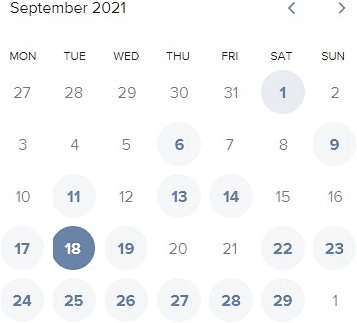 September 2021
MON TUE WED THU FRI SAT SUN
27 28 29 30 31 1 2
3 4 5 6 7 8 9
10 11 12 13 14 15 16
17 18 19 20 21 22 23
24 25 26 27 28 29 1